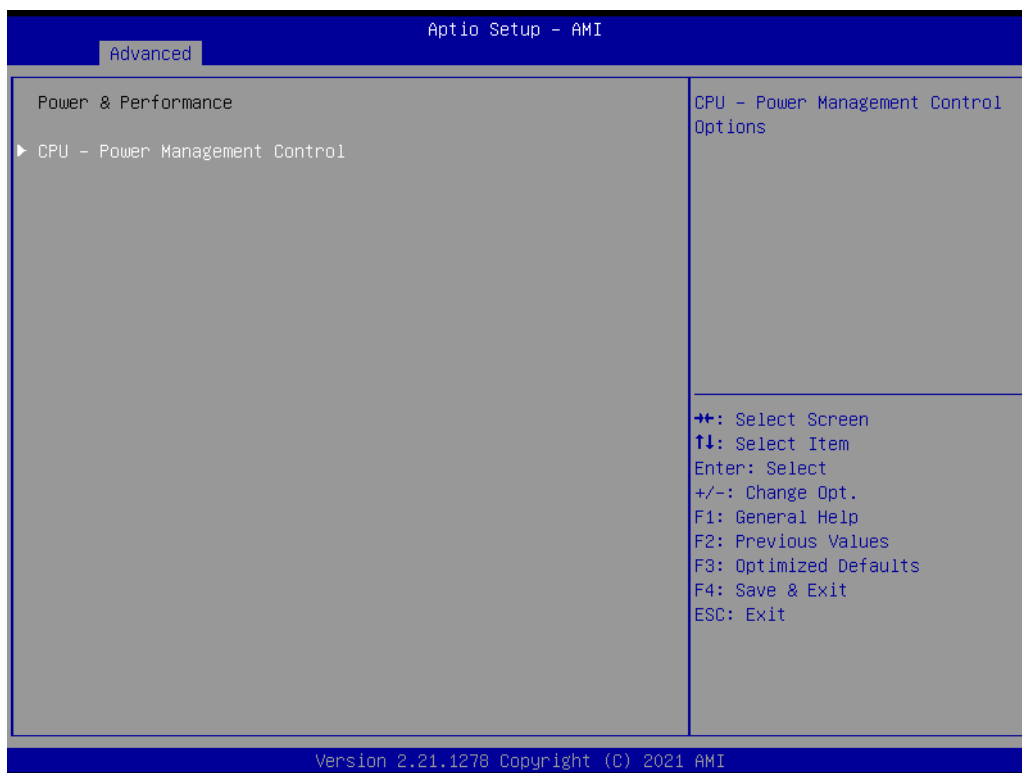 Aptio Setup – AMI
Advanced
Power & Performance
▶ CPU – Power Management Control
CPU – Power Management Control
Options
→←: Select Screen
↑↓: Select Item
Enter: Select
+/-: Change Opt.
F1: General Help
F2: Previous Values
F3: Optimized Defaults
F4: Save & Exit
ESC: Exit
Version 2.21.1278 Copyright (C) 2021 AMI